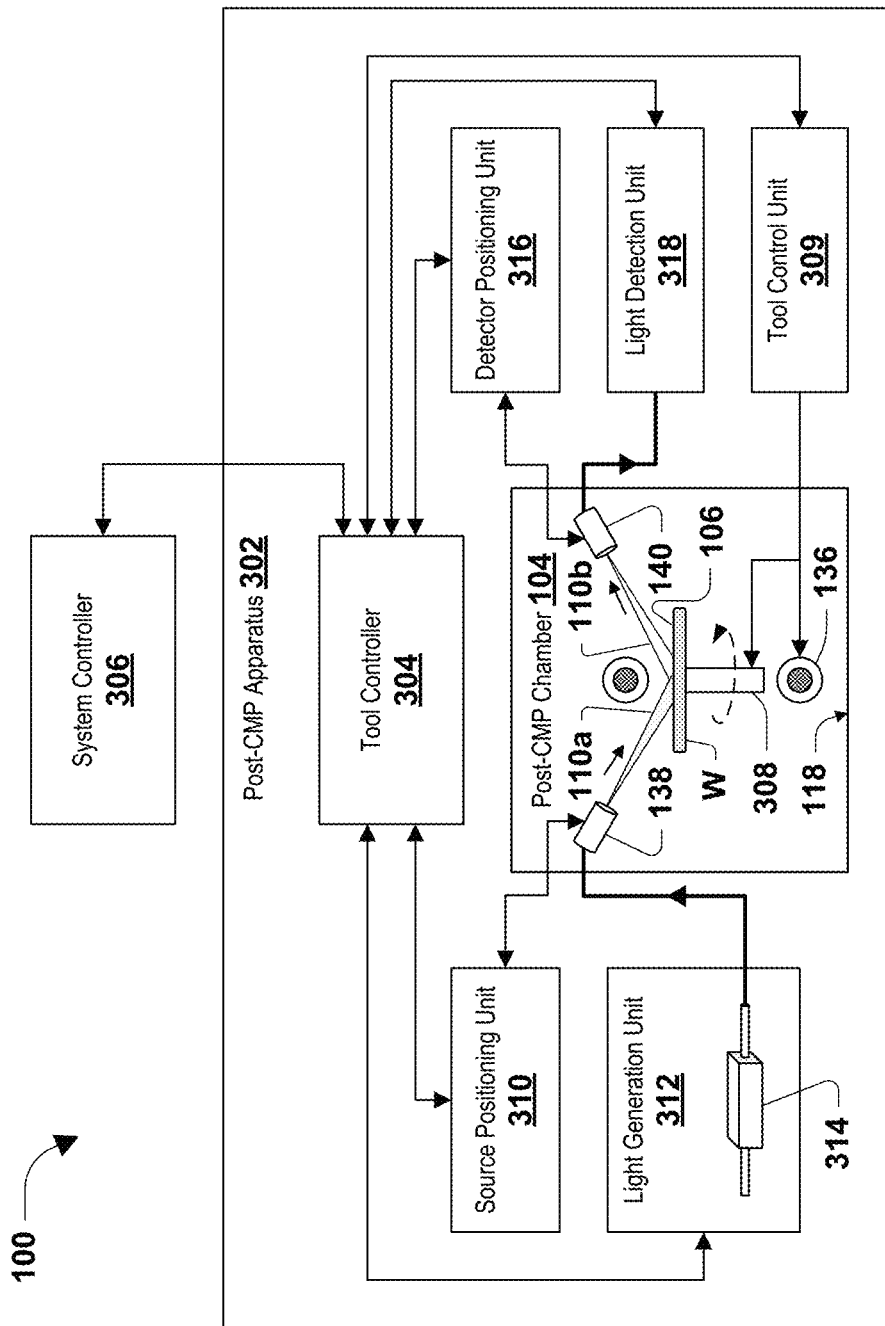 100
System Controller
306
Post-CMP Apparatus 302
Tool Controller
304
Source Positioning Unit
310
Detector Positioning Unit
316
Light Generation Unit
312
314
Light Detection Unit
318
Tool Control Unit
309
Post-CMP Chamber 104
110a
110b
138
140
106
W
308
136
118